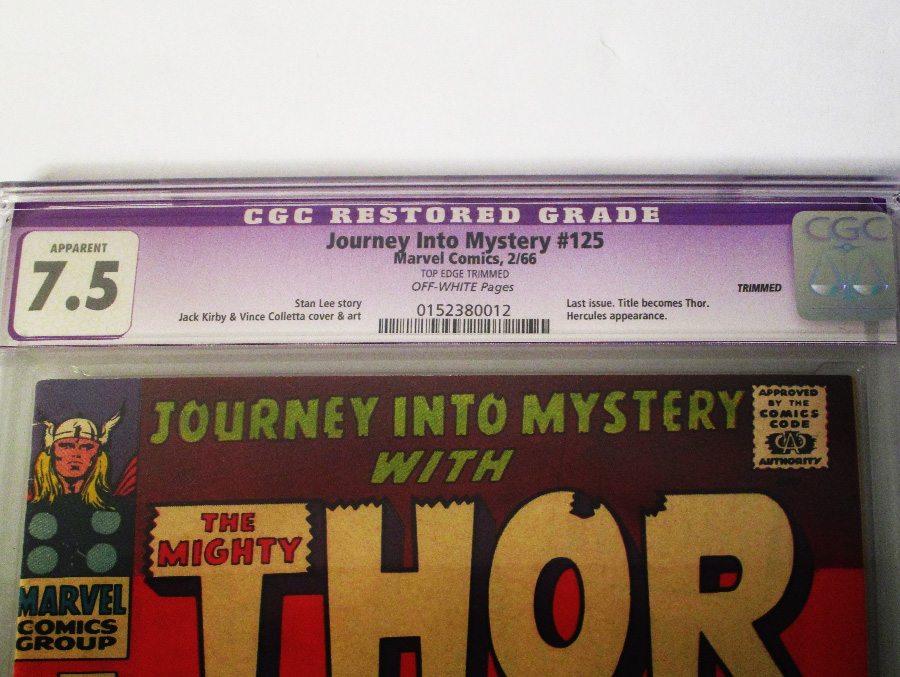 CGC RESTORED GRADE
APPARENT
7.5
Journey Into Mystery #125
Marvel Comics, 2/66
TOP EDGE TRIMMED
OFF-WHITE Pages
Stan Lee story
Jack Kirby & Vince Colletta cover & art
0152380012
TRIMMED
Last issue. Title becomes Thor.
Hercules appearance.
CGC
JOURNEY INTO MYSTERY
WITH
THE
MIGHTY
THOR
APPROVED
BY THE
COMICS
CODE
CA
AUTHORITY
MARVEL
COMICS
GROUP